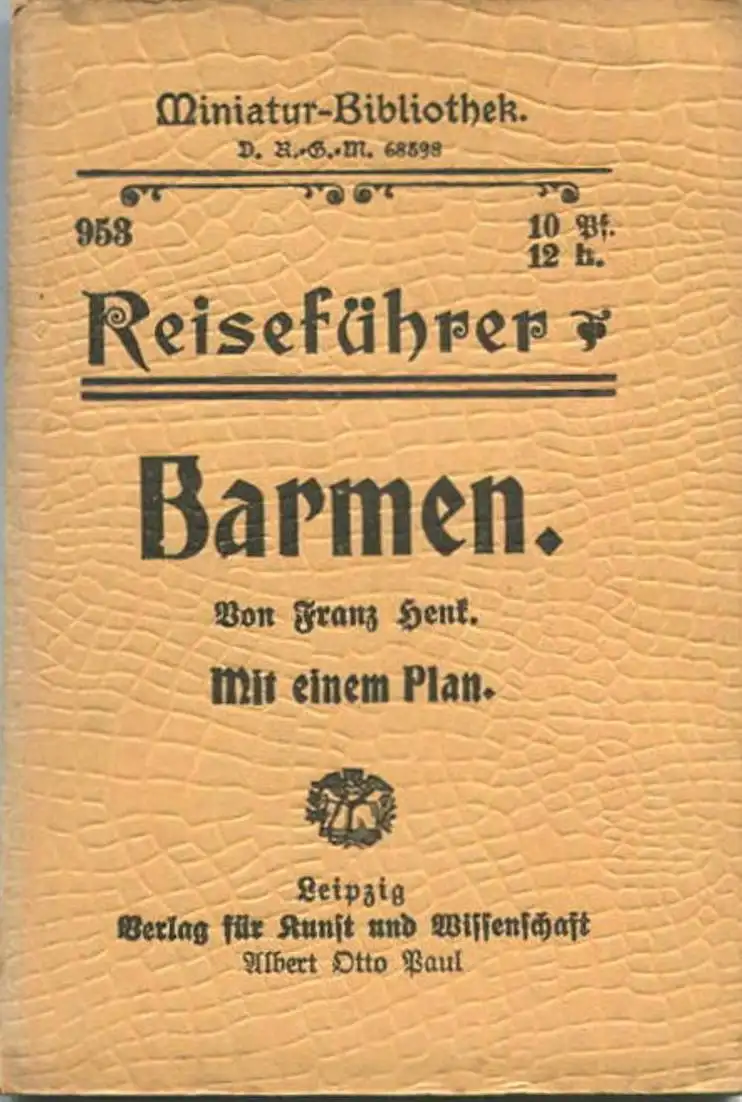 Miniatur-Bibliothek.
D. R.-G.-M. 68598
953
10 Pf.
12 h.
Reiseführer
Barmen.
Von Franz Henk.
Mit einem Plan.
Leipzig
Verlag für Kunst und Wissenschaft
Albert Otto Paul